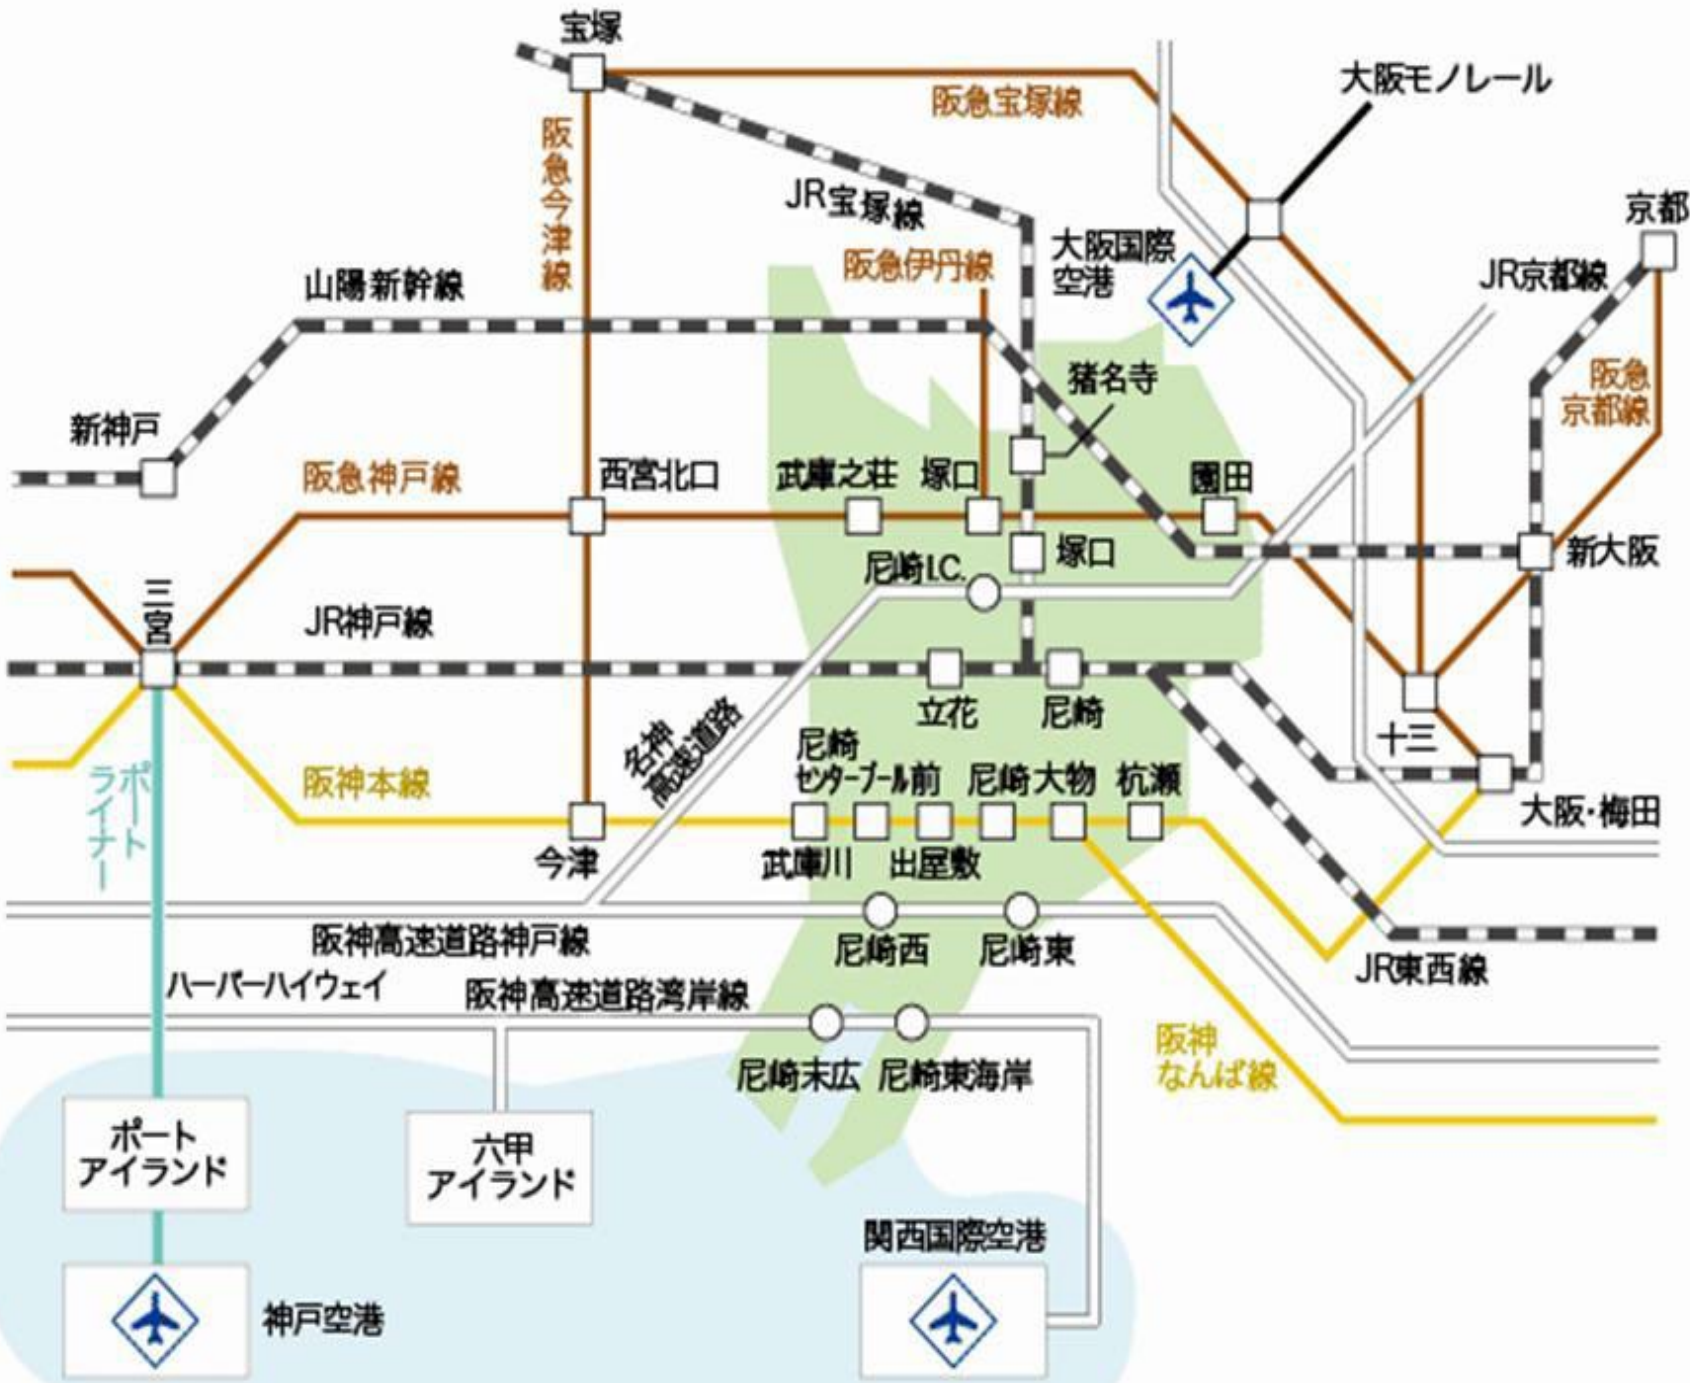 宝塚
大阪モノレール
阪急宝塚線
阪急今津線
JR宝塚線
京都
大阪国際
空港
阪急伊丹線
JR京都線
山陽新幹線
猪名寺
阪急
京都線
新神戸
阪急神戸線
西宮北口
武庫之荘
塚口
園田
塚口
新大阪
尼崎I.C.
三宮
JR神戸線
立花
尼崎
名神
高速道路
十三
尼崎
センタープール前
尼崎
大物
杭瀬
ポート
ライナー
阪神本線
大阪・梅田
今津
武庫川
出屋敷
阪神高速道路神戸線
尼崎西
尼崎東
JR東西線
ハーバーハイウェイ
阪神高速道路湾岸線
阪神
なんば線
尼崎末広
尼崎東海岸
ポート
アイランド
六甲
アイランド
関西国際空港
神戸空港